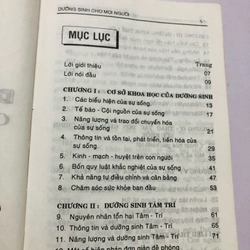 DƯỠNG SINH CHO MỌI NGƯỜI
MỤC LỤC
Trang
Lời giới thiệu 07
Lời nói đầu 09
CHƯƠNG I : CƠ SỞ KHOA HỌC CỦA DƯỠNG SINH
1. Các biểu hiện của sự sống. 13
2. Tế bào - Cội nguồn của sự sống. 17
3. Năng lượng và trao đổi chuyển hóa
của sự sống. 21
4. Thông tin và tồn tại, phát triển, tiến hóa
của sự sống. 29
5. Kinh - mạch - huyệt trên con người 35
6. Bốn quy luật khắc nghiệt của sự sống 47
7. Khả năng tự điều chỉnh và cân bằng 57
8. Chăm sóc sức khỏe ban đầu 65
CHƯƠNG II : DƯỠNG SINH TÂM TRÍ
9. Nguyên nhân tổn hại Tâm - Trí
10. Thông tin và dưỡng sinh Tâm - Trí
11. Năng lượng và dưỡng sinh Tâm - Trí